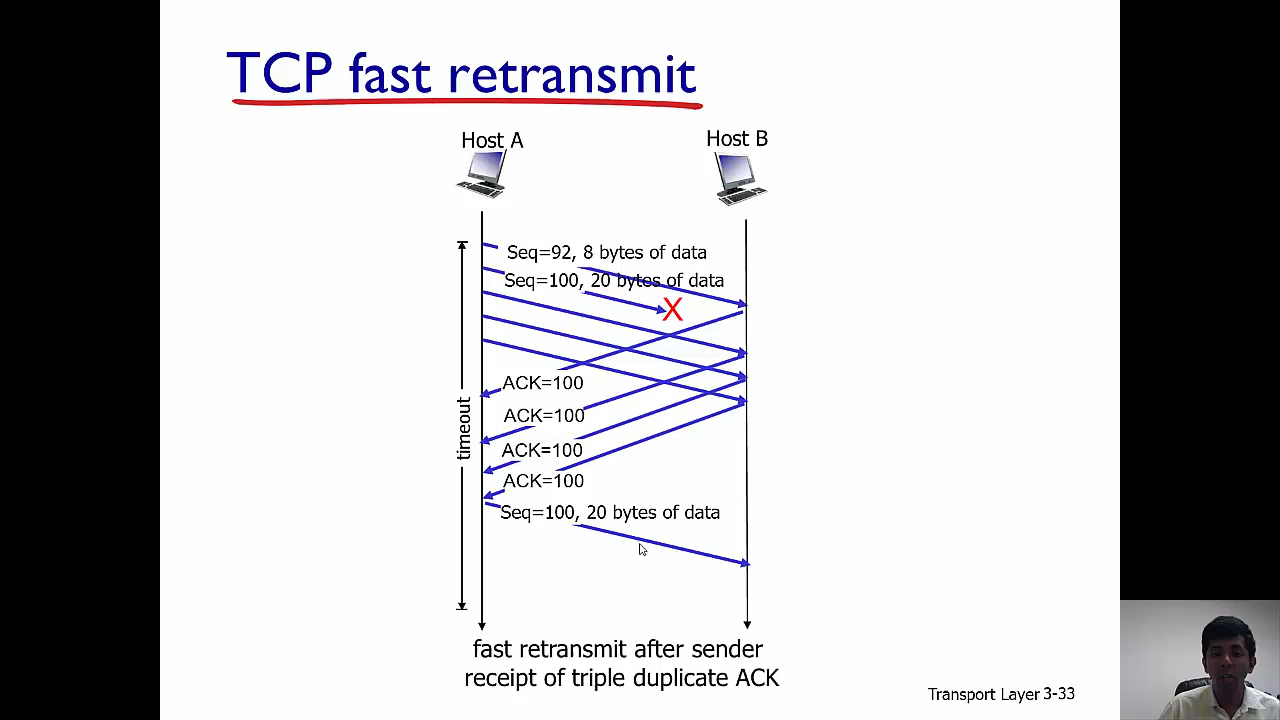 TCP fast retransmit
Host A
Host B
Seq=92, 8 bytes of data
Seq=100, 20 bytes of data
X
timeout
ACK=100
ACK=100
ACK=100
ACK=100
Seq=100, 20 bytes of data
fast retransmit after sender
receipt of triple duplicate ACK
Transport Layer 3-33